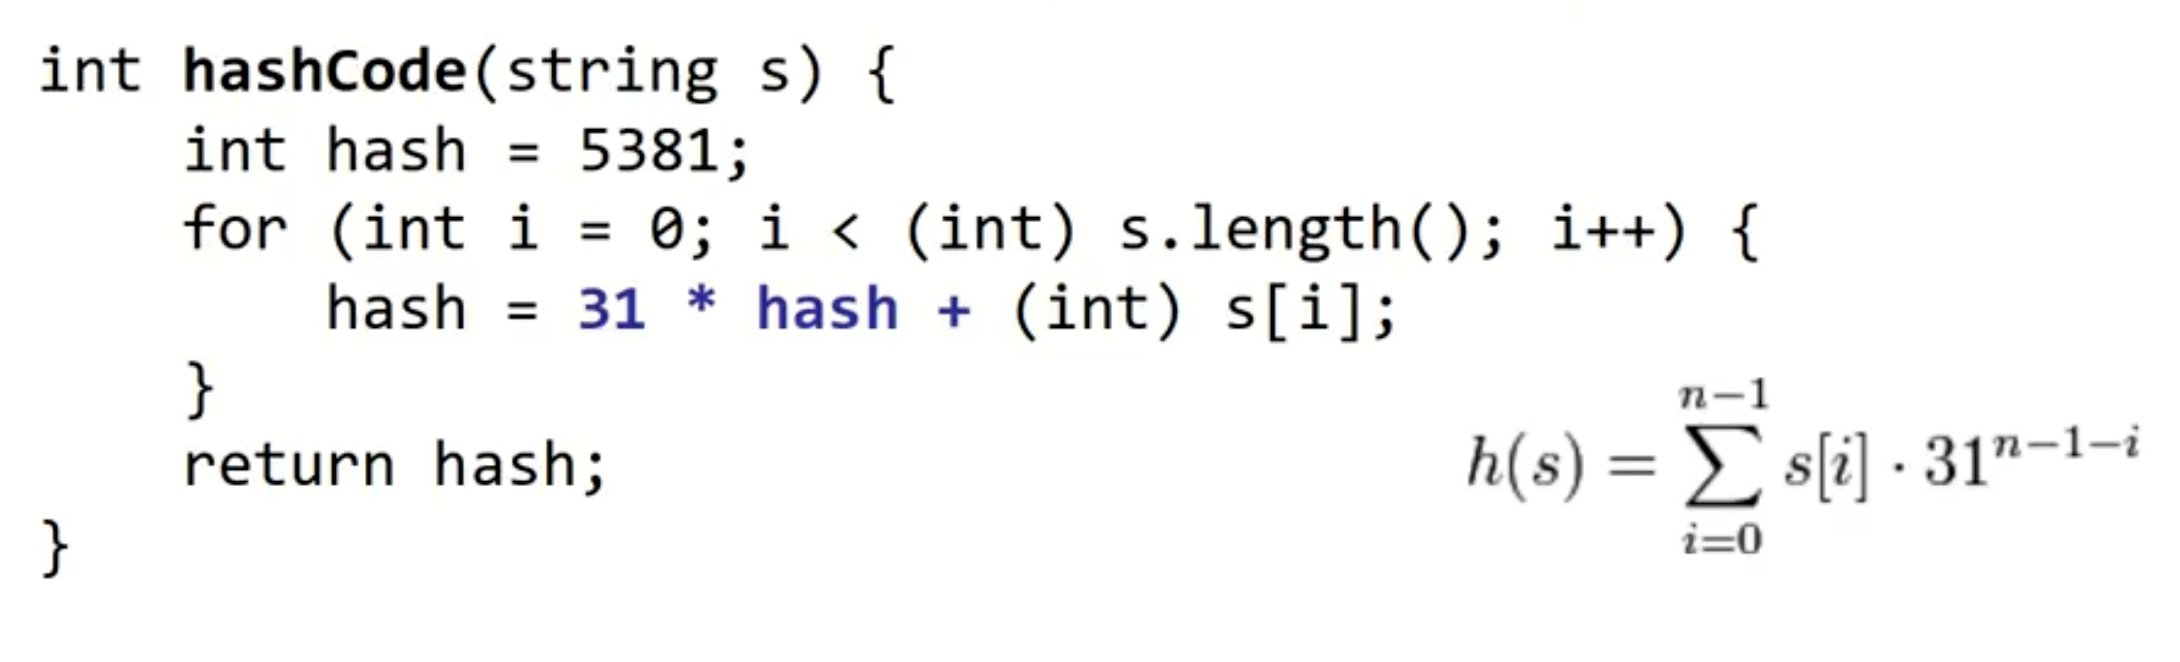 int hashCode(string s) {
    int hash = 5381;
    for (int i = 0; i < (int) s.length(); i++) {
        hash = 31 * hash + (int) s[i];
    }
    return hash;
}
h(s) = \sum_{i=0}^{n-1} s[i] \cdot 31^{n-1-i}